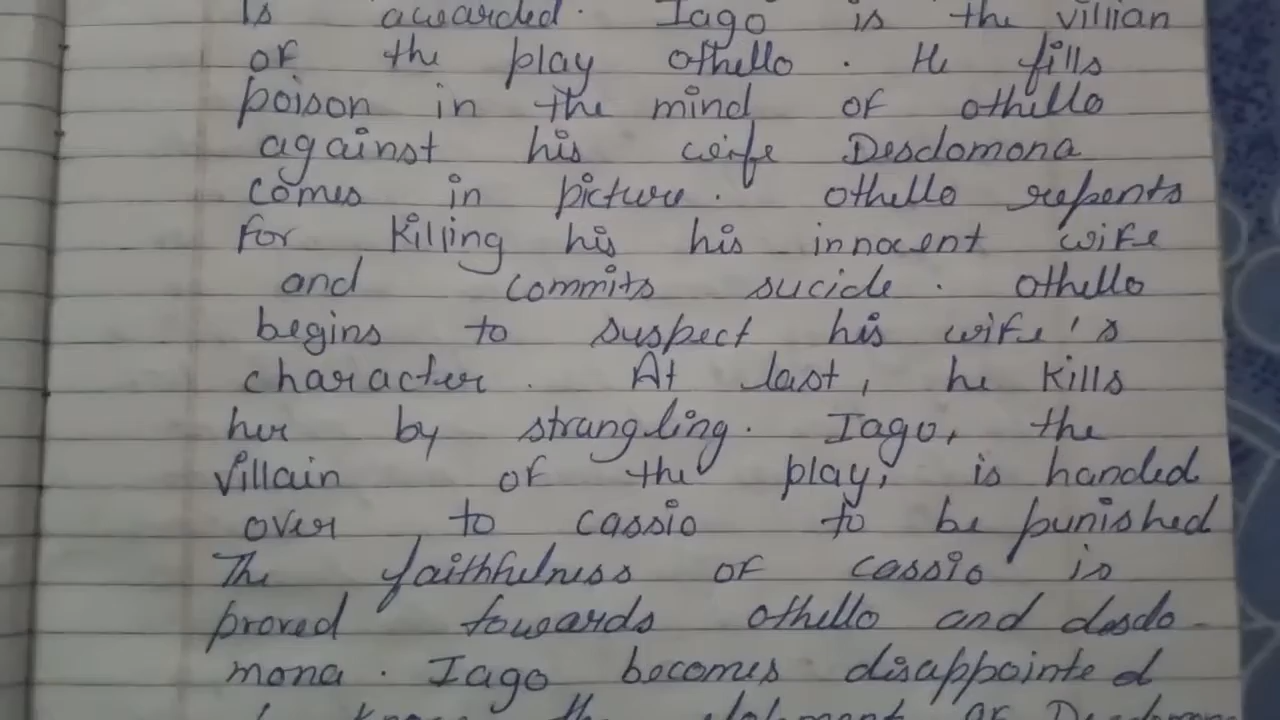 is awarded. Iago is the villian
of the play Othello. He fills
poison in the mind of othello
against his wife Desdomona
comes in picture. Othello repents
for killing his his innocent wife
and commits sucide. Othello
begins to suspect his wife's
character. At last, he kills
her by strangling. Iago, the
villain of the play, is handed
over to cassio to be punished
The faithfulness of cassio is
proved towards othello and desdo-
mona. Iago becomes disappointed
the of